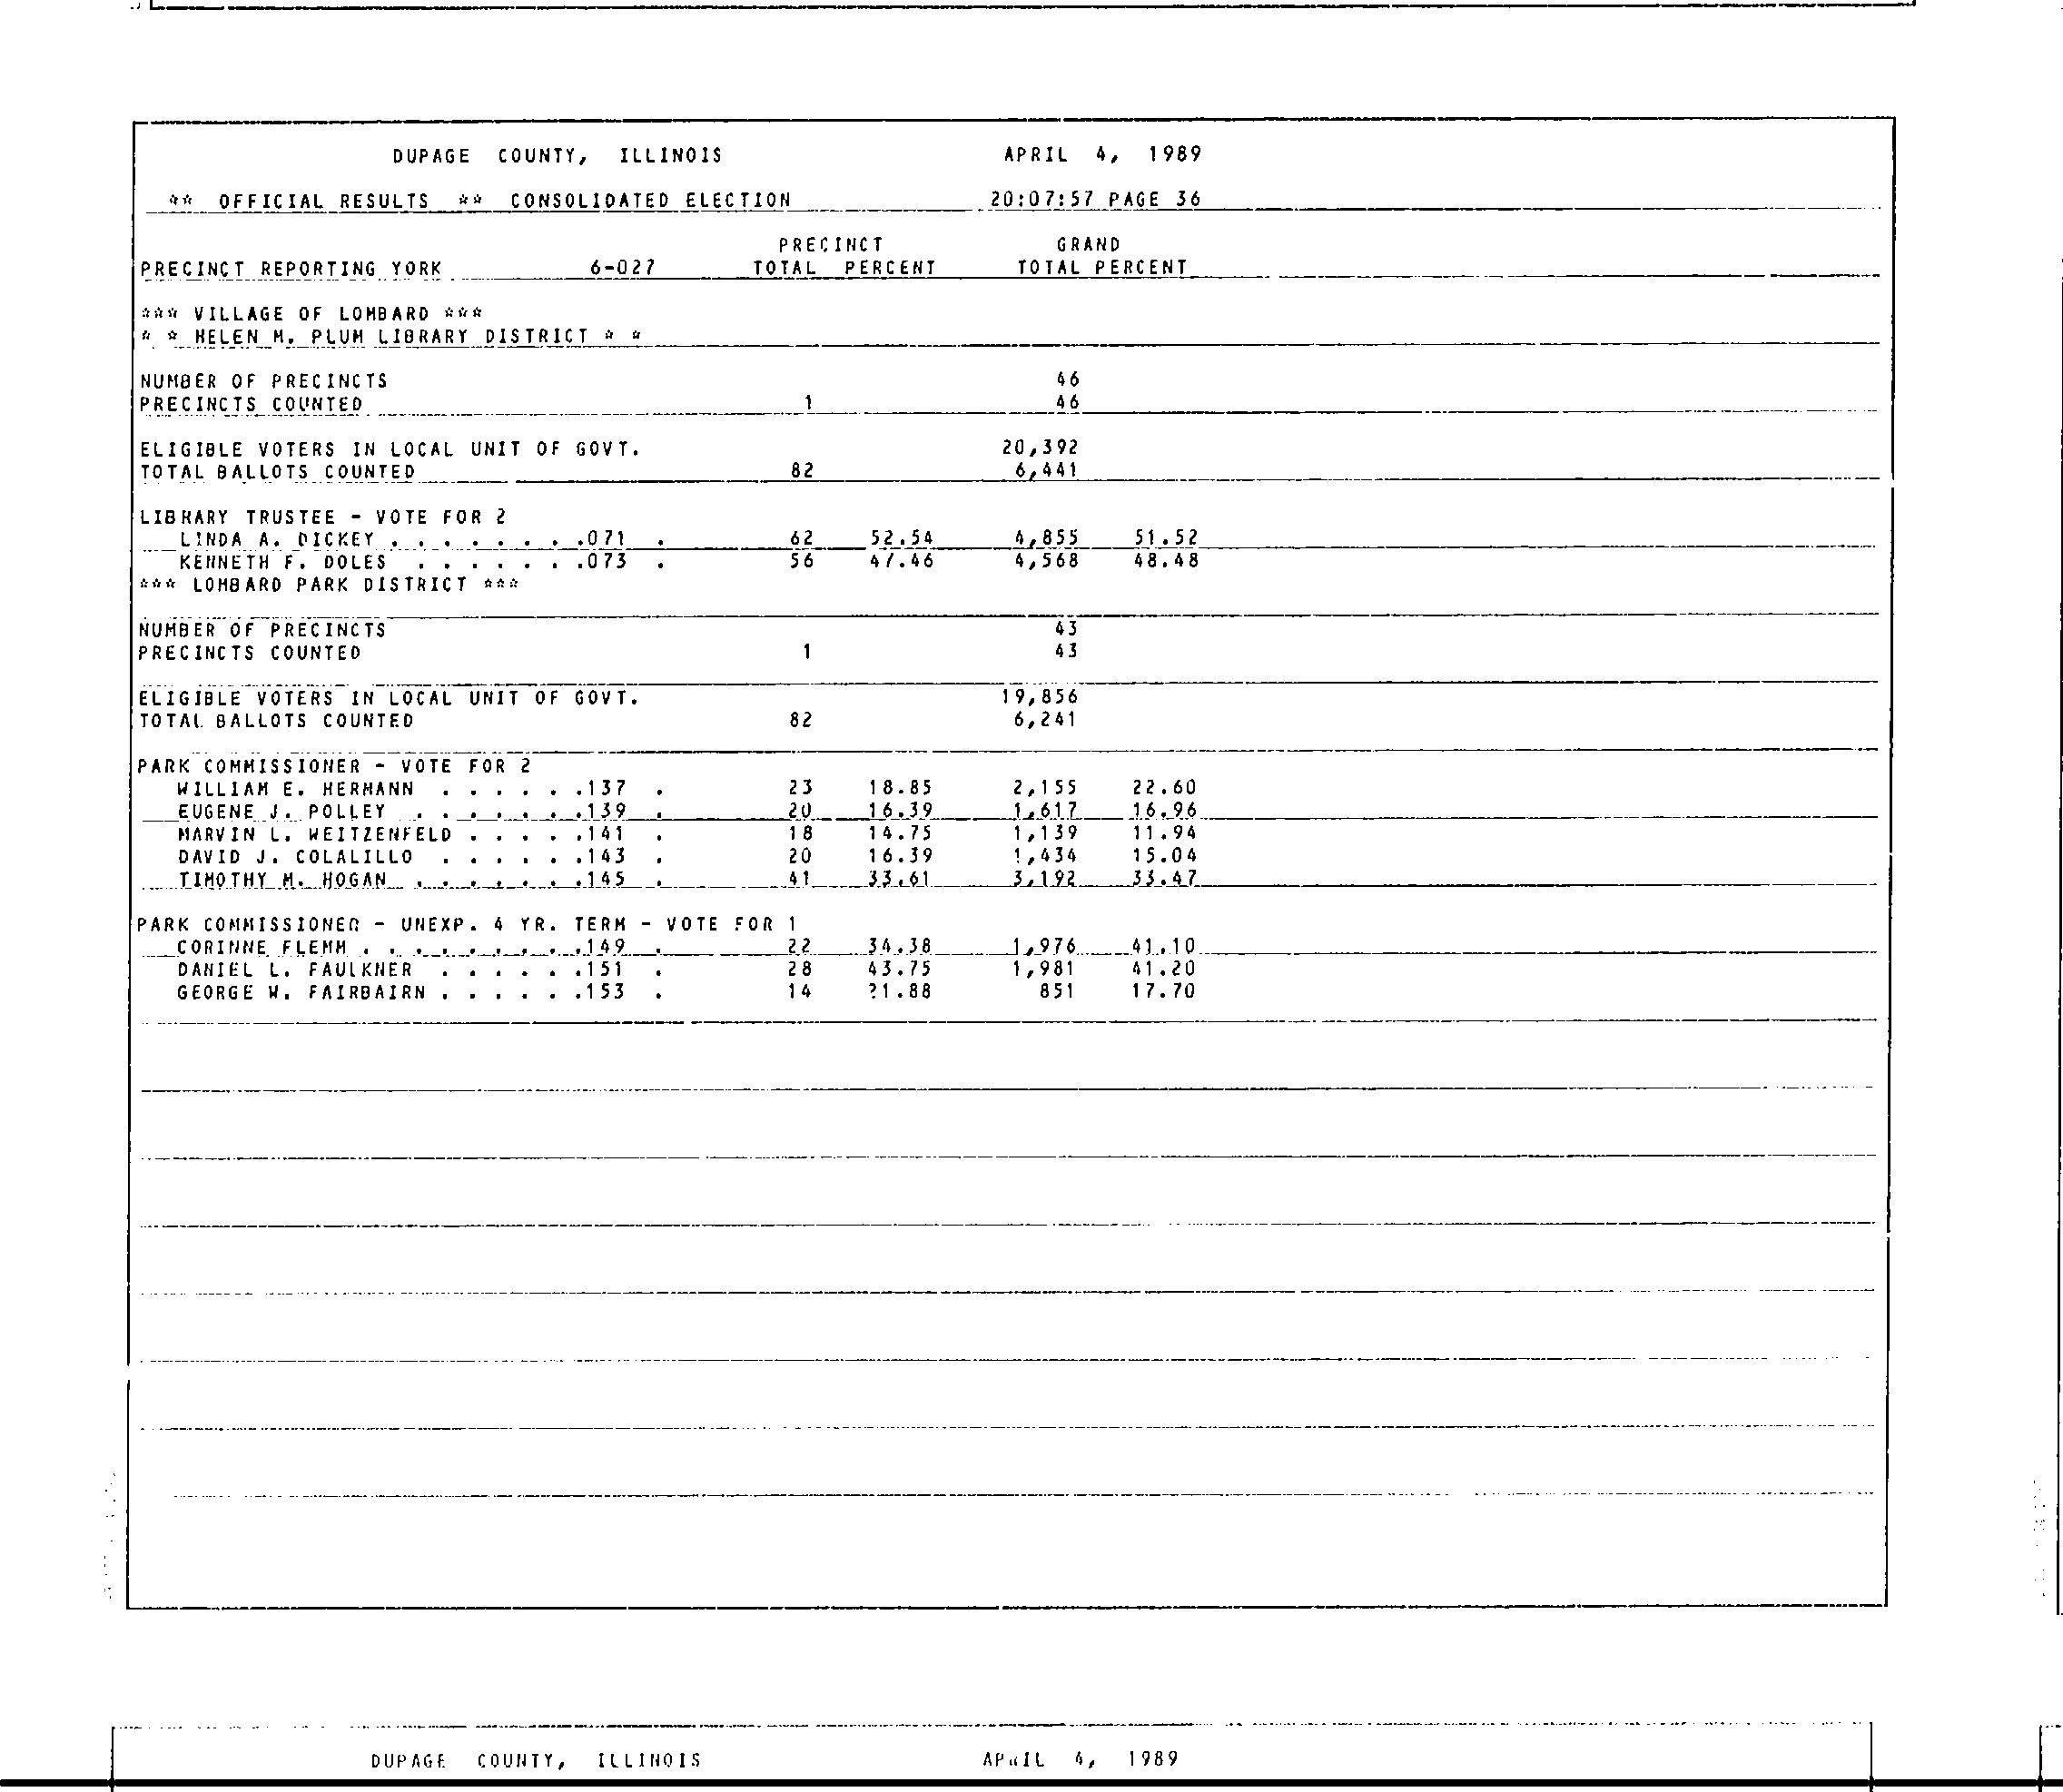 DUPAGE COUNTY, ILLINOIS APRIL 4, 1989
** OFFICIAL RESULTS ** CONSOLIDATED ELECTION 20:07:57 PAGE 36
PRECINCT GRAND
PRECINCT REPORTING YORK 6-027 TOTAL PERCENT TOTAL PERCENT
*** VILLAGE OF LOMBARD ***
* * HELEN M. PLUM LIBRARY DISTRICT * *
NUMBER OF PRECINCTS 46
PRECINCTS COUNTED 1 46
ELIGIBLE VOTERS IN LOCAL UNIT OF GOVT. 20,392
TOTAL BALLOTS COUNTED 82 6,441
LIBRARY TRUSTEE - VOTE FOR 2
LINDA A. DICKEY . . . . . . . .071 . 62 52.54 4,855 51.52
KENNETH F. DOLES . . . . . . .073 . 56 47.46 4,568 48.48
*** LOMBARD PARK DISTRICT ***
NUMBER OF PRECINCTS 43
PRECINCTS COUNTED 1 43
ELIGIBLE VOTERS IN LOCAL UNIT OF GOVT. 19,856
TOTAL BALLOTS COUNTED 82 6,241
PARK COMMISSIONER - VOTE FOR 2
WILLIAM E. HERMANN . . . . . .137 . 23 18.85 2,155 22.60
EUGENE J. POLLEY . . . . . . .139 . 20 16.39 1,617 16.96
MARVIN L. WEITZENFELD . . . . .141 . 18 14.75 1,139 11.94
DAVID J. COLALILLO . . . . . .143 . 20 16.39 1,434 15.04
TIMOTHY M. HOGAN . . . . . . .145 . 41 33.61 3,192 33.47
PARK COMMISSIONER - UNEXP. 4 YR. TERM - VOTE FOR 1
CORINNE FLEMM . . . . . . . . .149 . 22 34.38 1,976 41.10
DANIEL L. FAULKNER . . . . . .151 . 28 43.75 1,981 41.20
GEORGE W. FAIRBAIRN . . . . . .153 . 14 21.88 851 17.70
DUPAGE COUNTY, ILLINOIS APRIL 4, 1989